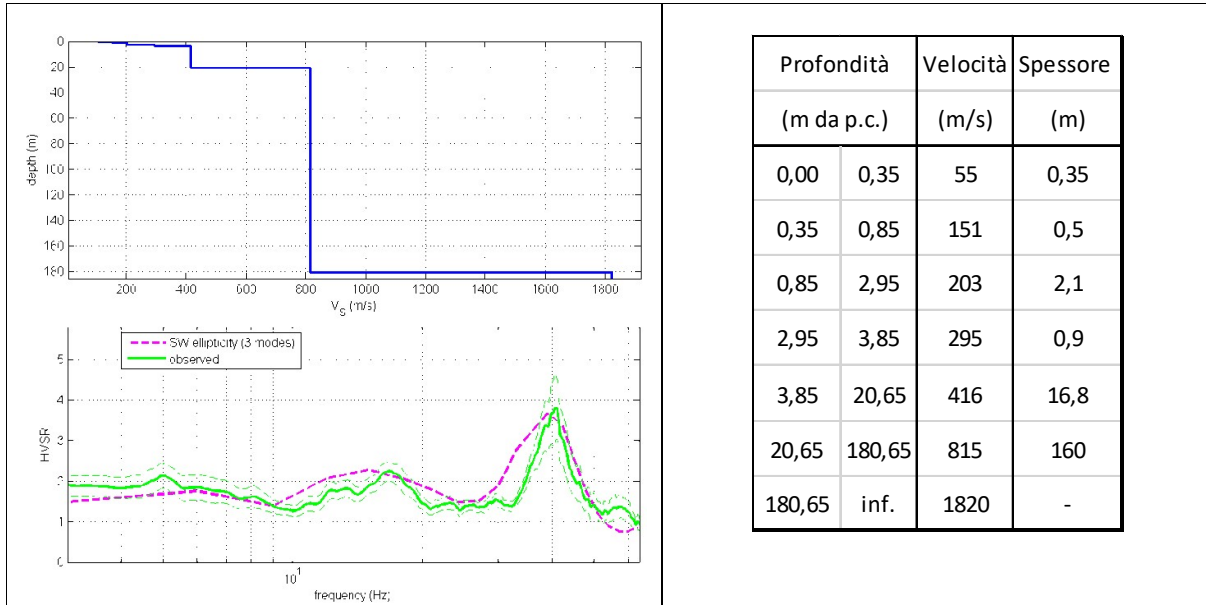 0
20
40
60
80
100
120
140
160
180
depth (m)
200 400 600 800 1000 1200 1400 1600 1800
V_S (m/s)
SW ellipticity (3 modes)
observed
5
4
3
2
1
0
HVSR
10^1
frequency (Hz;
Profondità Velocità Spessore
(m da p.c.) (m/s) (m)
0,00 0,35 55 0,35
0,35 0,85 151 0,5
0,85 2,95 203 2,1
2,95 3,85 295 0,9
3,85 20,65 416 16,8
20,65 180,65 815 160
180,65 inf. 1820 -